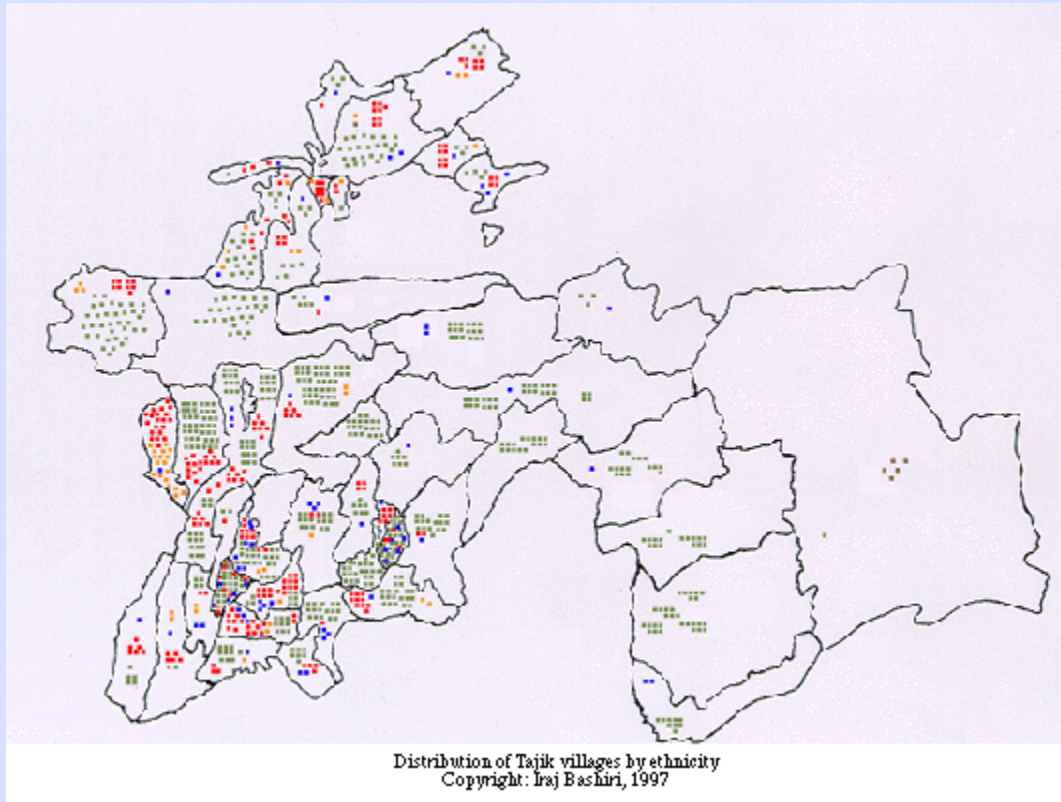 Distribution of Tajik villages by ethnicity
Copyright: Iraj Bashiri, 1997